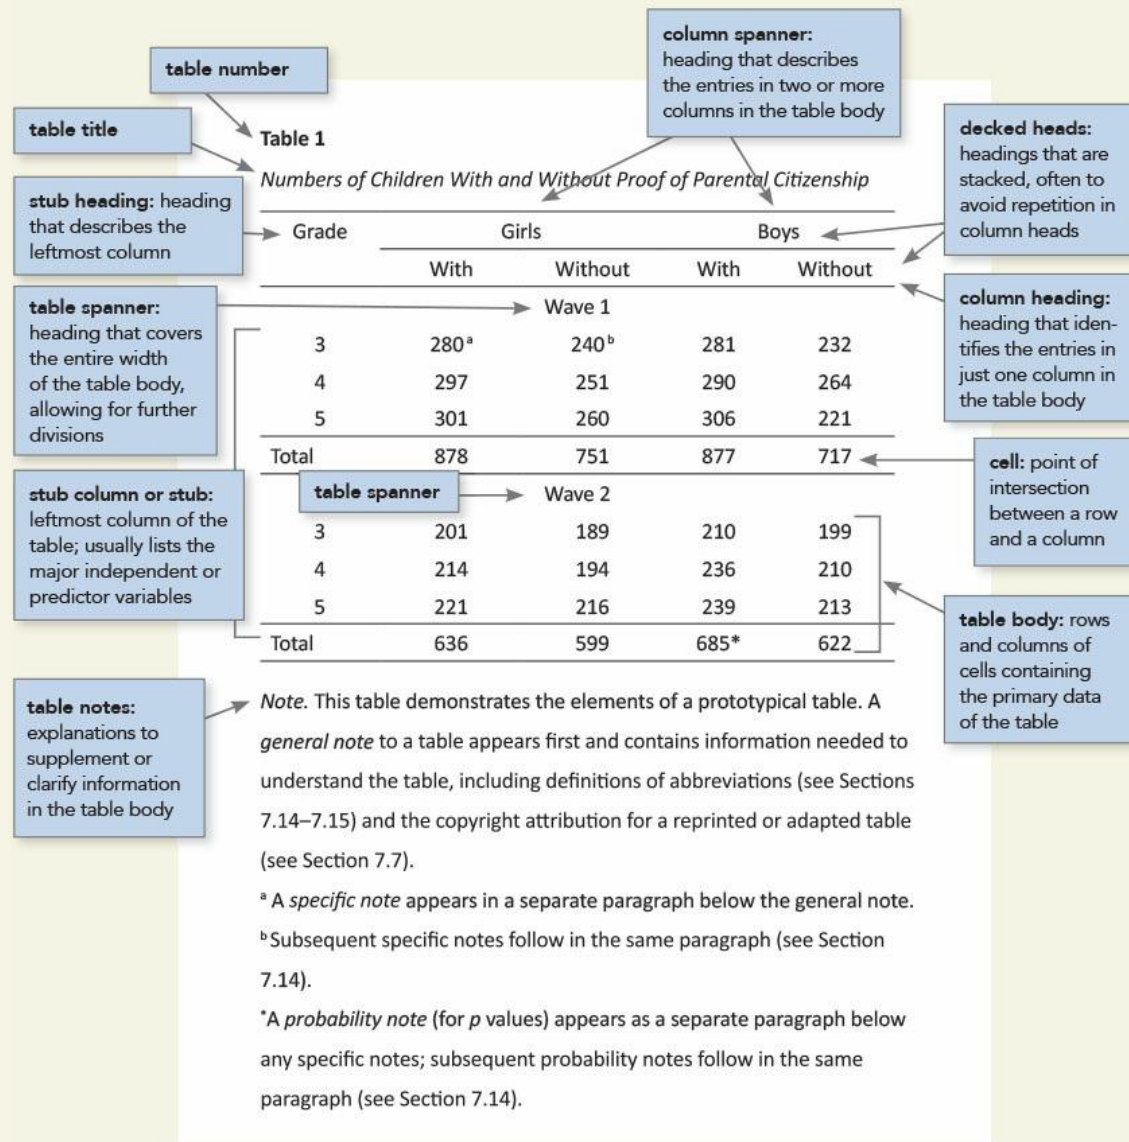 column spanner:
heading that describes
the entries in two or more
columns in the table body
table number
table title
Table 1
decked heads:
headings that are
stacked, often to
avoid repetition in
column heads
Numbers of Children With and Without Proof of Parental Citizenship
stub heading: heading
that describes the
leftmost column
Grade Girls Boys
With Without With Without
column heading:
heading that iden-
tifies the entries in
just one column in
the table body
table spanner:
heading that covers
the entire width
of the table body,
allowing for further
divisions
Wave 1
3 280ᵃ 240ᵇ 281 232
4 297 251 290 264
5 301 260 306 221
Total 878 751 877 717
cell: point of
intersection
between a row
and a column
stub column or stub:
leftmost column of the
table; usually lists the
major independent or
predictor variables
table spanner
Wave 2
3 201 189 210 199
4 214 194 236 210
5 221 216 239 213
Total 636 599 685* 622
table body: rows
and columns of
cells containing
the primary data
of the table
table notes:
explanations to
supplement or
clarify information
in the table body
Note. This table demonstrates the elements of a prototypical table. A
general note to a table appears first and contains information needed to
understand the table, including definitions of abbreviations (see Sections
7.14–7.15) and the copyright attribution for a reprinted or adapted table
(see Section 7.7).
ᵃ A specific note appears in a separate paragraph below the general note.
ᵇ Subsequent specific notes follow in the same paragraph (see Section
7.14).
*A probability note (for p values) appears as a separate paragraph below
any specific notes; subsequent probability notes follow in the same
paragraph (see Section 7.14).